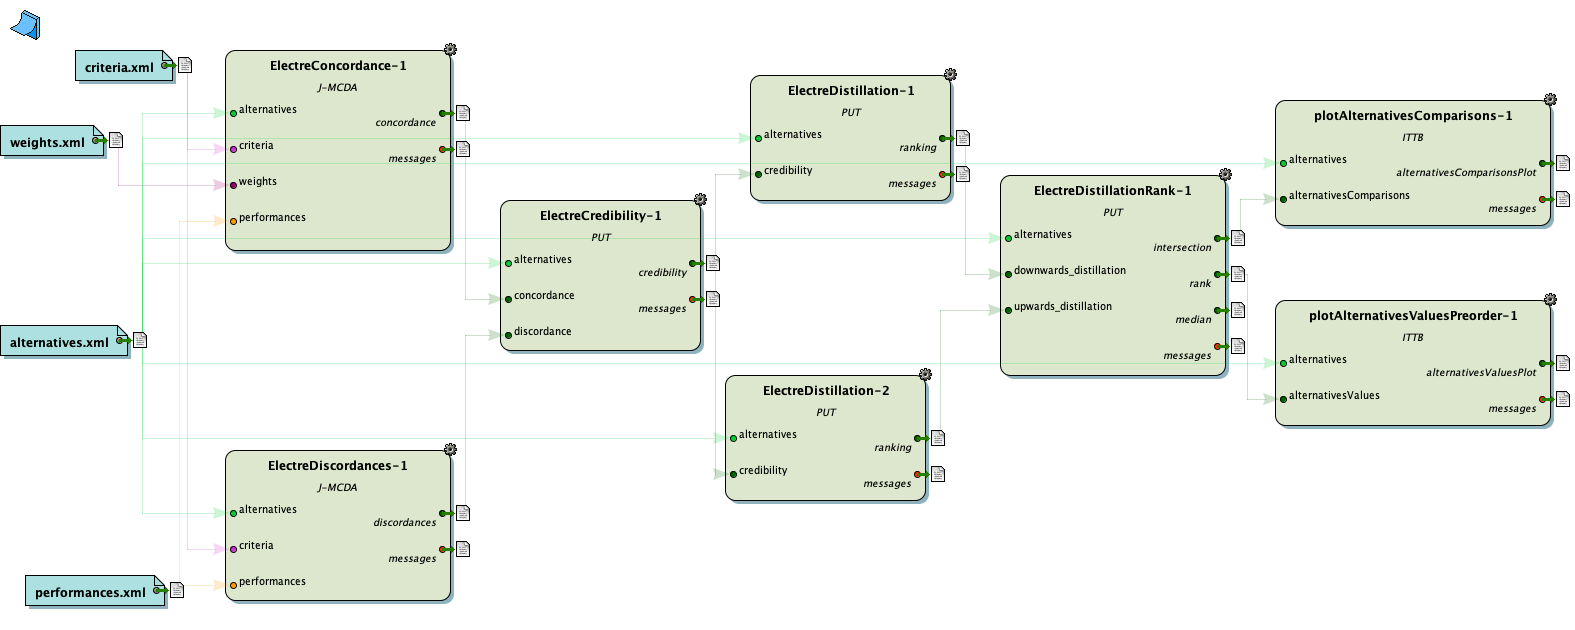 criteria.xml
weights.xml
alternatives.xml
performances.xml
ElectreConcordance-1
J-MCDA
alternatives
concordance
criteria
messages
weights
performances
ElectreDiscordances-1
J-MCDA
alternatives
discordances
criteria
messages
performances
ElectreCredibility-1
PUT
alternatives
credibility
concordance
messages
discordance
ElectreDistillation-1
PUT
alternatives
ranking
credibility
messages
ElectreDistillation-2
PUT
alternatives
ranking
credibility
messages
ElectreDistillationRank-1
PUT
alternatives
intersection
downwards_distillation
rank
upwards_distillation
median
messages
plotAlternativesComparisons-1
ITTB
alternatives
alternativesComparisonsPlot
alternativesComparisons
messages
plotAlternativesValuesPreorder-1
ITTB
alternatives
alternativesValuesPlot
alternativesValues
messages